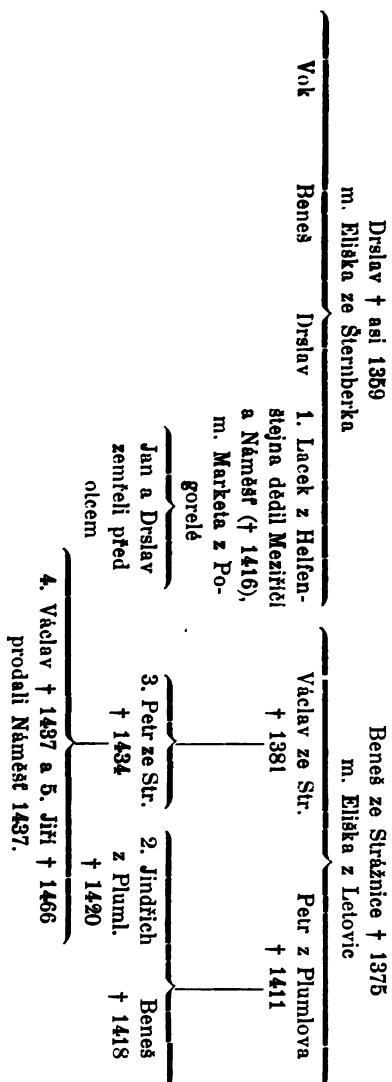 Drslav † asi 1359
m. Eliška ze Šternberka
Vok
Beneš
Drslav
1. Lacek z Helfen-
štejna dědil Meziříčí
a Náměšť († 1416),
m. Marketa z Po-
gorelé
Jan a Drslav
zemřeli před
otcem
Beneš ze Strážnice † 1375
m. Eliška z Letovic
Václav ze Str.
† 1381
Petr z Plumlova
† 1411
3. Petr ze Str.
† 1434
2. Jindřich
z Pluml.
† 1420
Beneš
† 1418
4. Václav † 1437 a 5. Jiří † 1466
prodali Náměšť 1437.